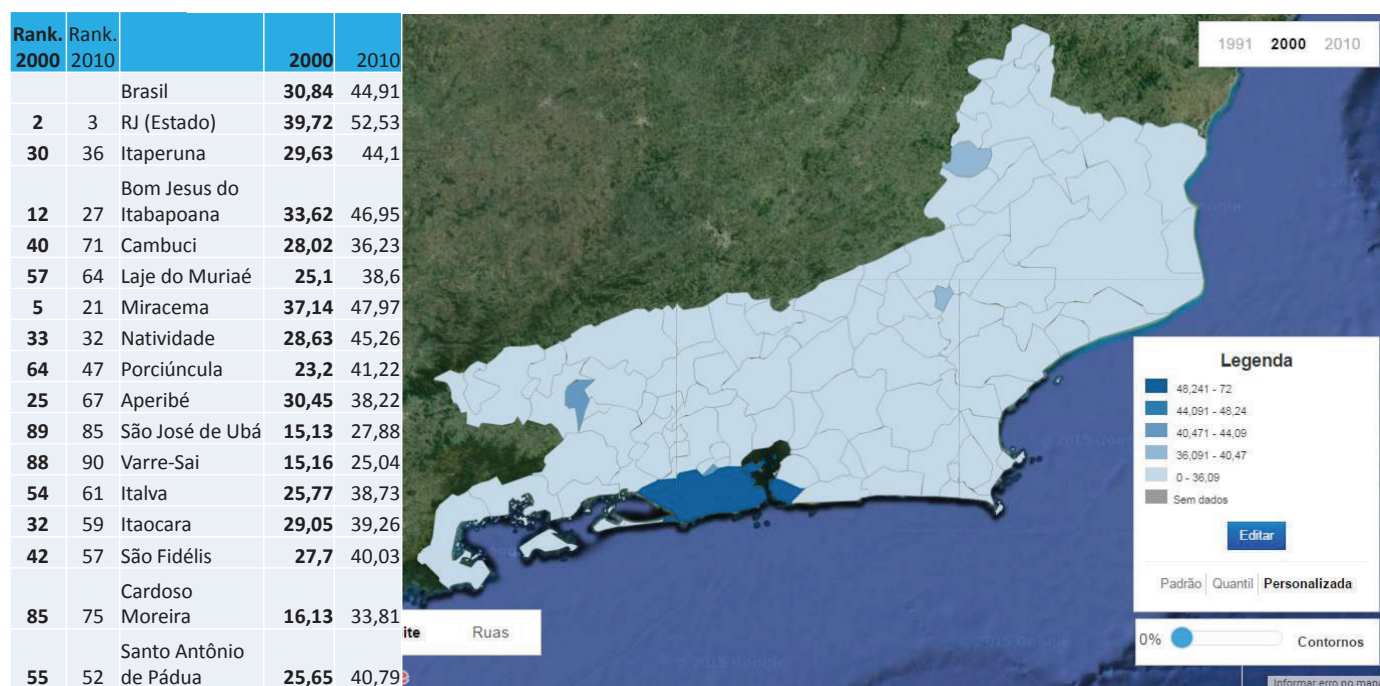 Rank. Rank.
2000 2010 2000 2010
Brasil 30,84 44,91
2 3 RJ (Estado) 39,72 52,53
30 36 Itaperuna 29,63 44,1
Bom Jesus do
12 27 Itabapoana 33,62 46,95
40 71 Cambuci 28,02 36,23
57 64 Laje do Muriaé 25,1 38,6
5 21 Miracema 37,14 47,97
33 32 Natividade 28,63 45,26
64 47 Porciúncula 23,2 41,22
25 67 Aperibé 30,45 38,22
89 85 São José de Ubá 15,13 27,88
88 90 Varre-Sai 15,16 25,04
54 61 Italva 25,77 38,73
32 59 Itaocara 29,05 39,26
42 57 São Fidélis 27,7 40,03
Cardoso
85 75 Moreira 16,13 33,81
Santo Antônio
55 52 de Pádua 25,65 40,79
1991 2000 2010
Legenda
48,241 - 72
44,091 - 48,24
40,471 - 44,09
36,091 - 40,47
0 - 36,09
Sem dados
Editar
Padrão Quantil Personalizada
0% Contornos
ite Ruas
© 2015 Google
Informar erro no map